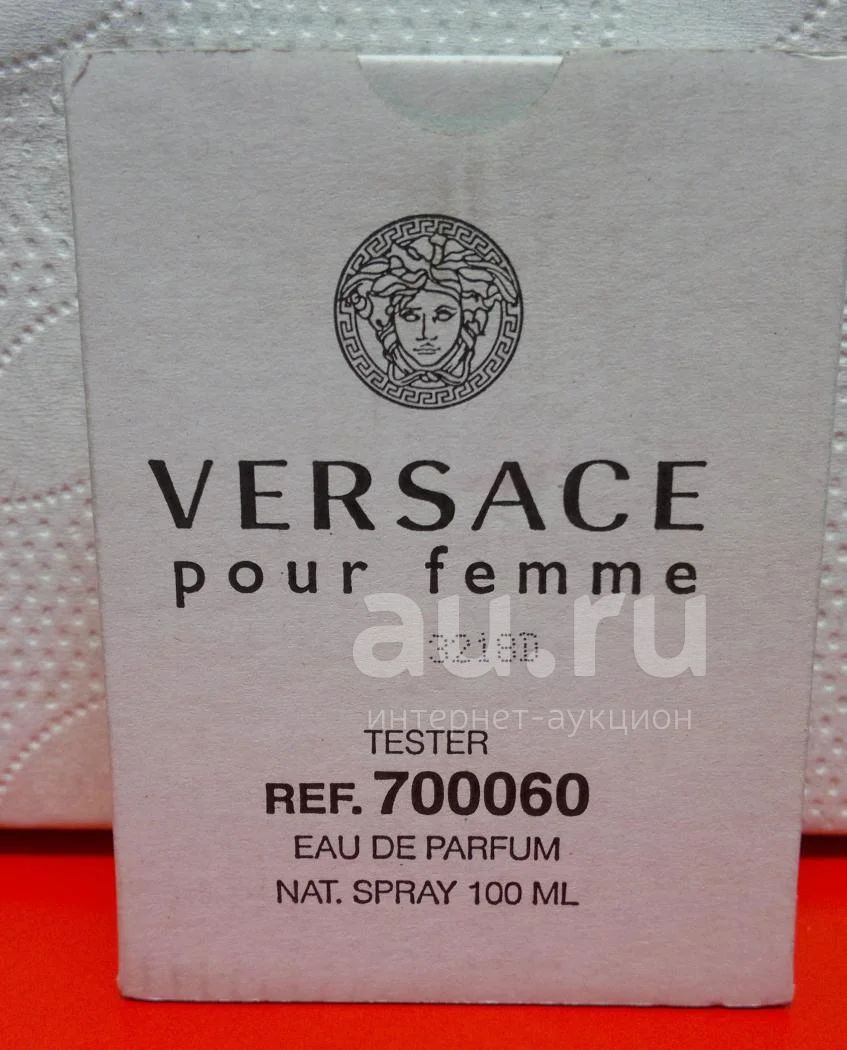 VERSACE
pour femme
au.ru
3218D
интернет-аукцион
TESTER
REF. 700060
EAU DE PARFUM
NAT. SPRAY 100 ML